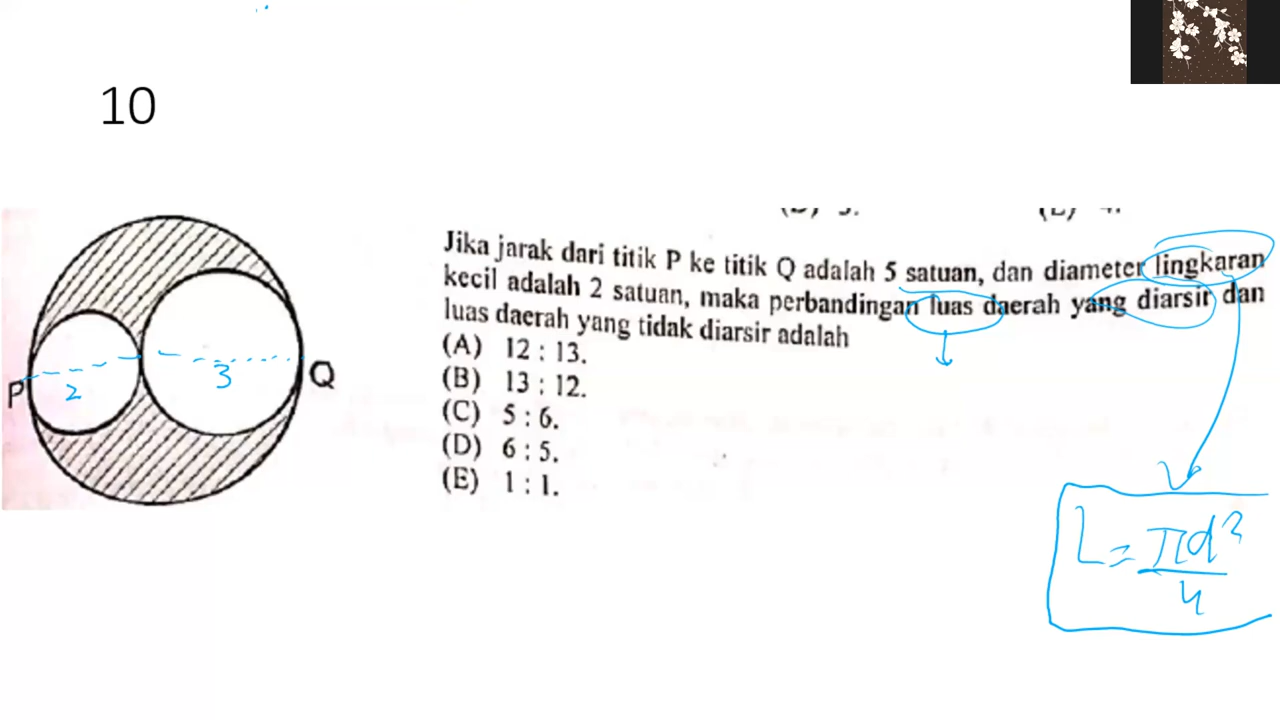 10
Jika jarak dari titik P ke titik Q adalah 5 satuan, dan diameter lingkaran
kecil adalah 2 satuan, maka perbandingan luas daerah yang diarsir dan
luas daerah yang tidak diarsir adalah
(A) 12 : 13.
(B) 13 : 12.
(C) 5 : 6.
(D) 6 : 5.
(E) 1 : 1.
P
2
3
Q
L = πd²/4